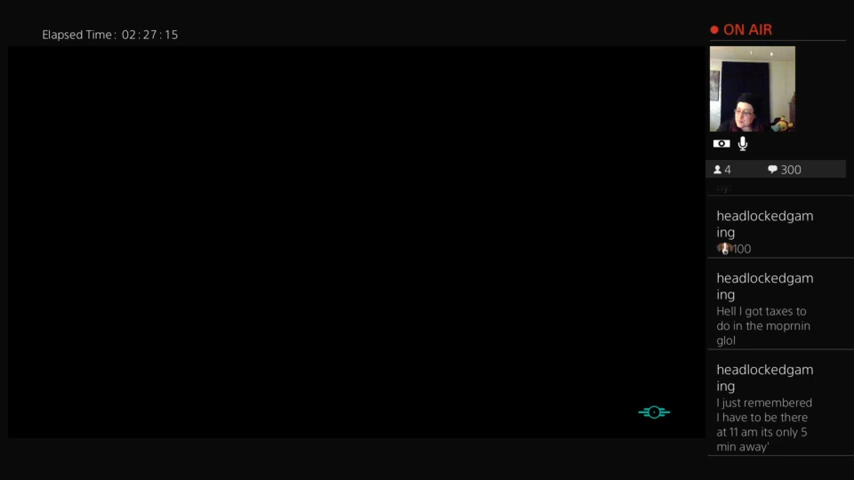 Elapsed Time: 02:27:15
ON AIR
4 300
headlockedgam
ing
100
headlockedgam
ing
Hell I got taxes to
do in the moprnin
glol
headlockedgam
ing
I just remembered
I have to be there
at 11 am its only 5
min away'